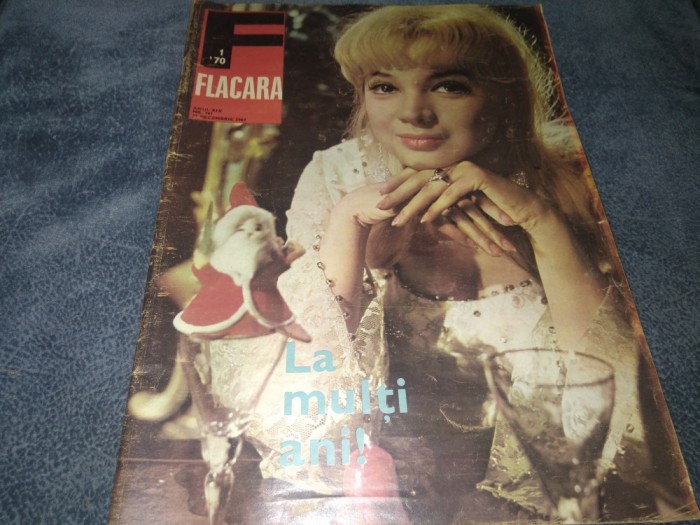 F
1
'70
FLACARA
La
mulți
ani!